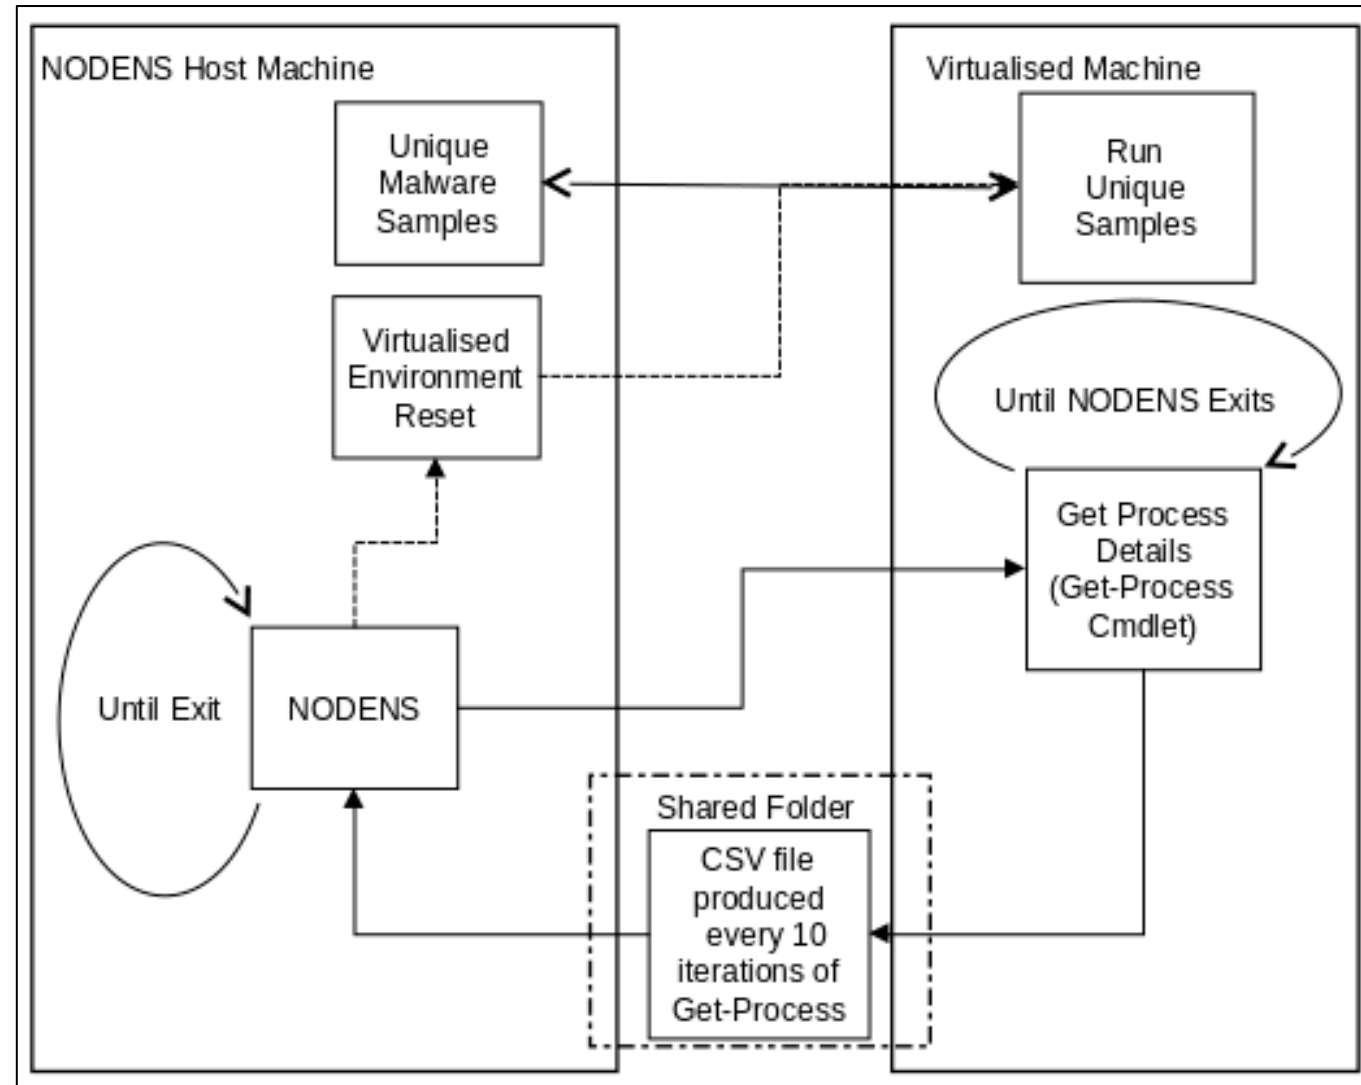 NODENS Host Machine
Unique
Malware
Samples
Virtualised
Environment
Reset
Until Exit
NODENS
Shared Folder
CSV file
produced
every 10
iterations of
Get-Process
Virtualised Machine
Run
Unique
Samples
Until NODENS Exits
Get Process
Details
(Get-Process
Cmdlet)